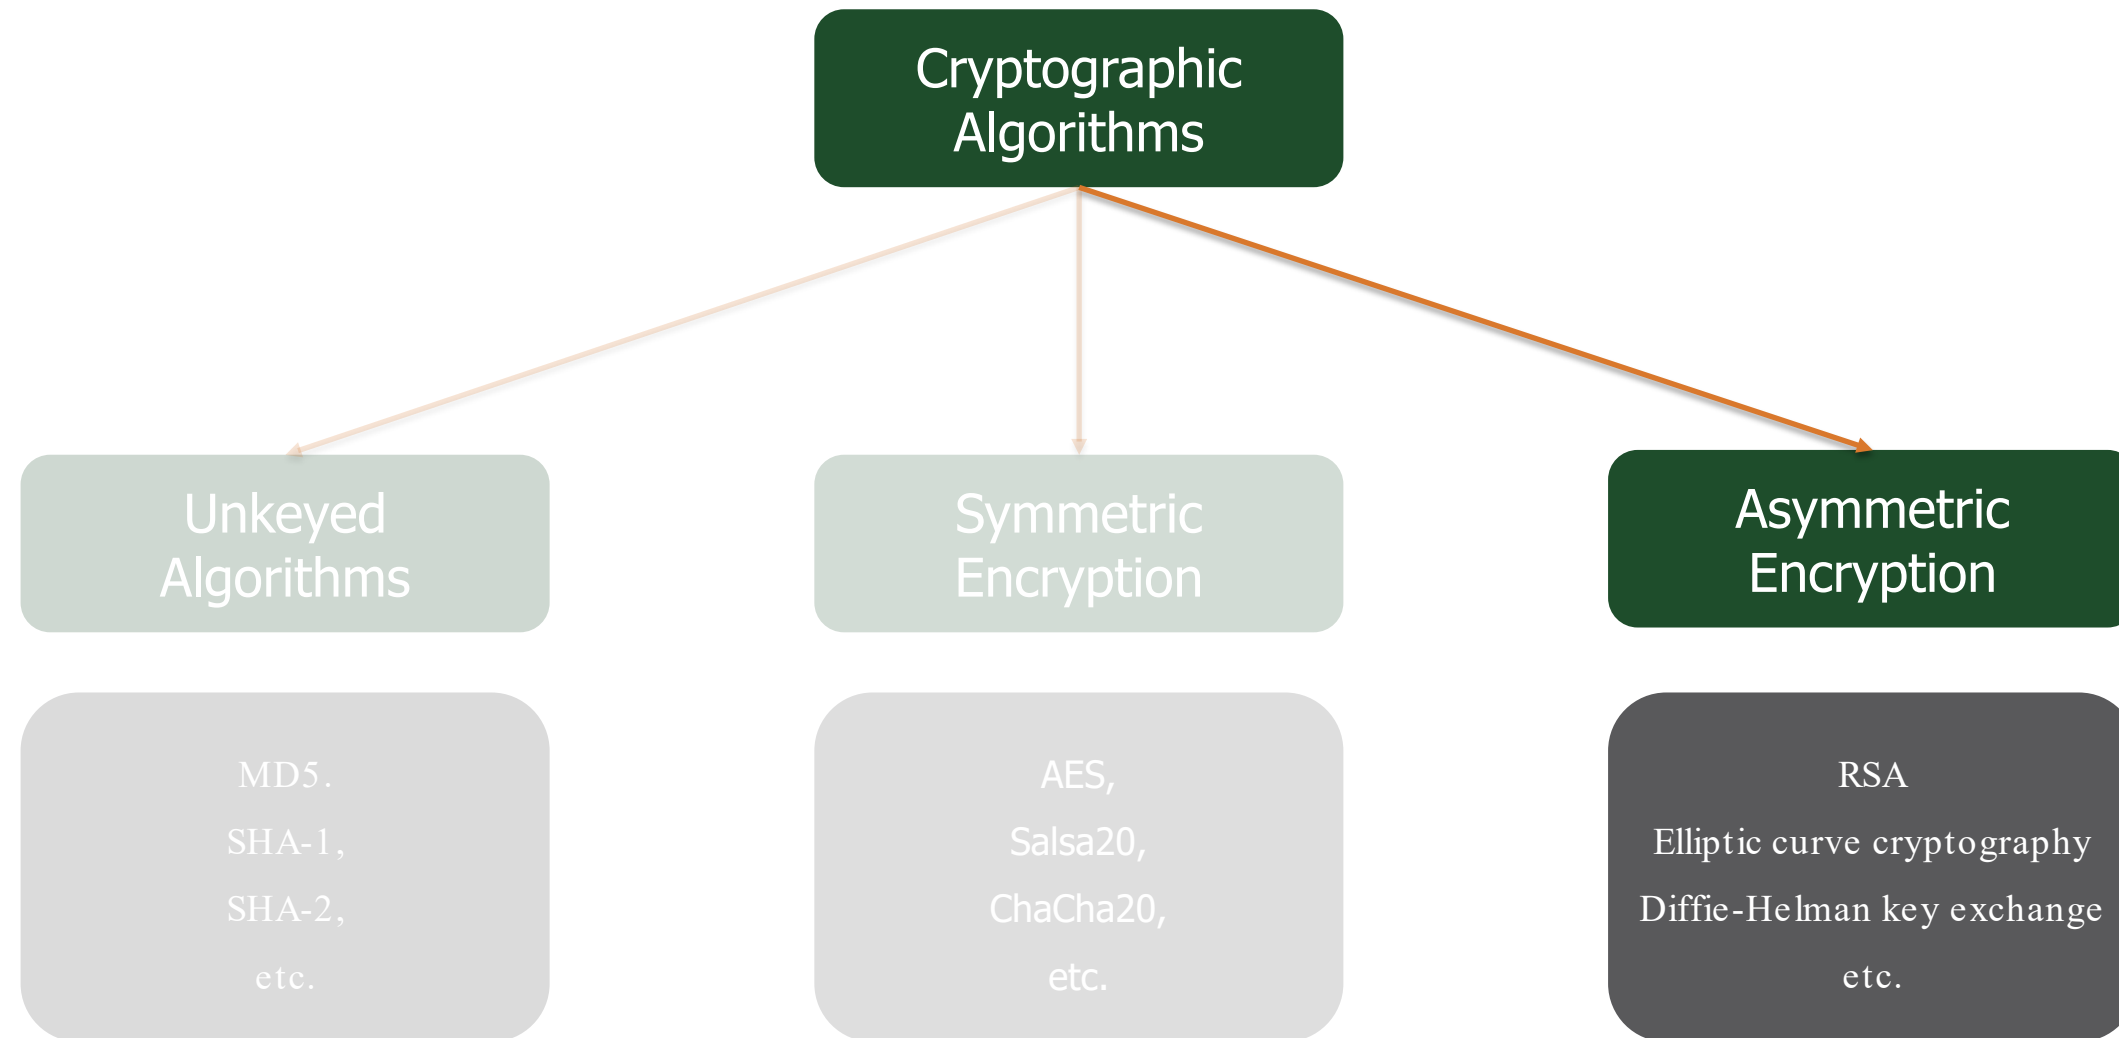 Cryptographic
Algorithms
Unkeyed
Algorithms
Symmetric
Encryption
Asymmetric
Encryption
MD5.
SHA-1,
SHA-2,
etc.
AES,
Salsa20,
ChaCha20,
etc.
RSA
Elliptic curve cryptography
Diffie-Helman key exchange
etc.